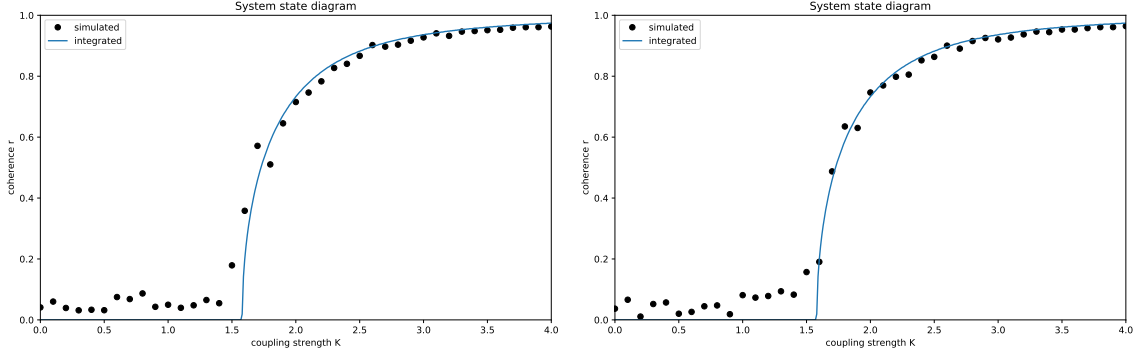 System state diagram
simulated
integrated
1.0
0.8
0.6
0.4
0.2
0.0
coherence r
0.0 0.5 1.0 1.5 2.0 2.5 3.0 3.5 4.0
coupling strength K
System state diagram
simulated
integrated
1.0
0.8
0.6
0.4
0.2
0.0
coherence r
0.0 0.5 1.0 1.5 2.0 2.5 3.0 3.5 4.0
coupling strength K